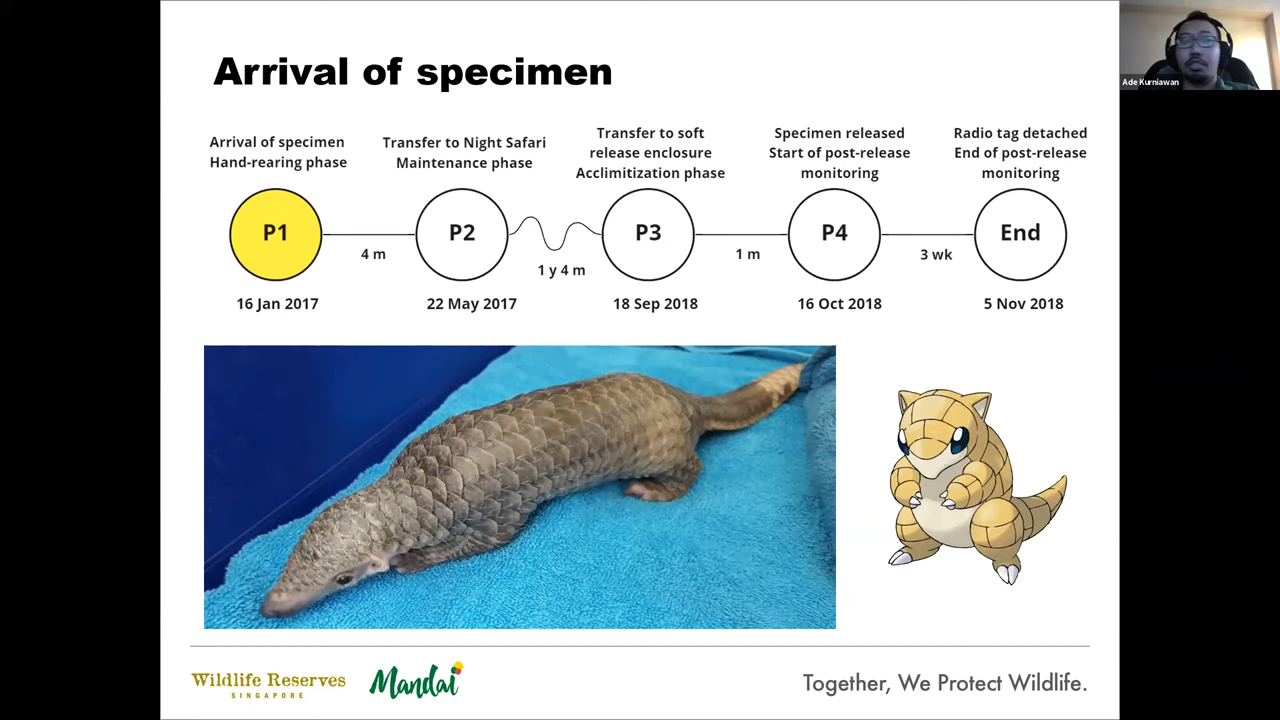 Arrival of specimen
Ade Kurniawan
Arrival of specimen
Hand-rearing phase
Transfer to Night Safari
Maintenance phase
Transfer to soft
release enclosure
Acclimitization phase
Specimen released
Start of post-release
monitoring
Radio tag detached
End of post-release
monitoring
P1
4 m
P2
1 y 4 m
P3
1 m
P4
3 wk
End
16 Jan 2017
22 May 2017
18 Sep 2018
16 Oct 2018
5 Nov 2018
Wildlife Reserves
SINGAPORE
Mandai
Together, We Protect Wildlife.